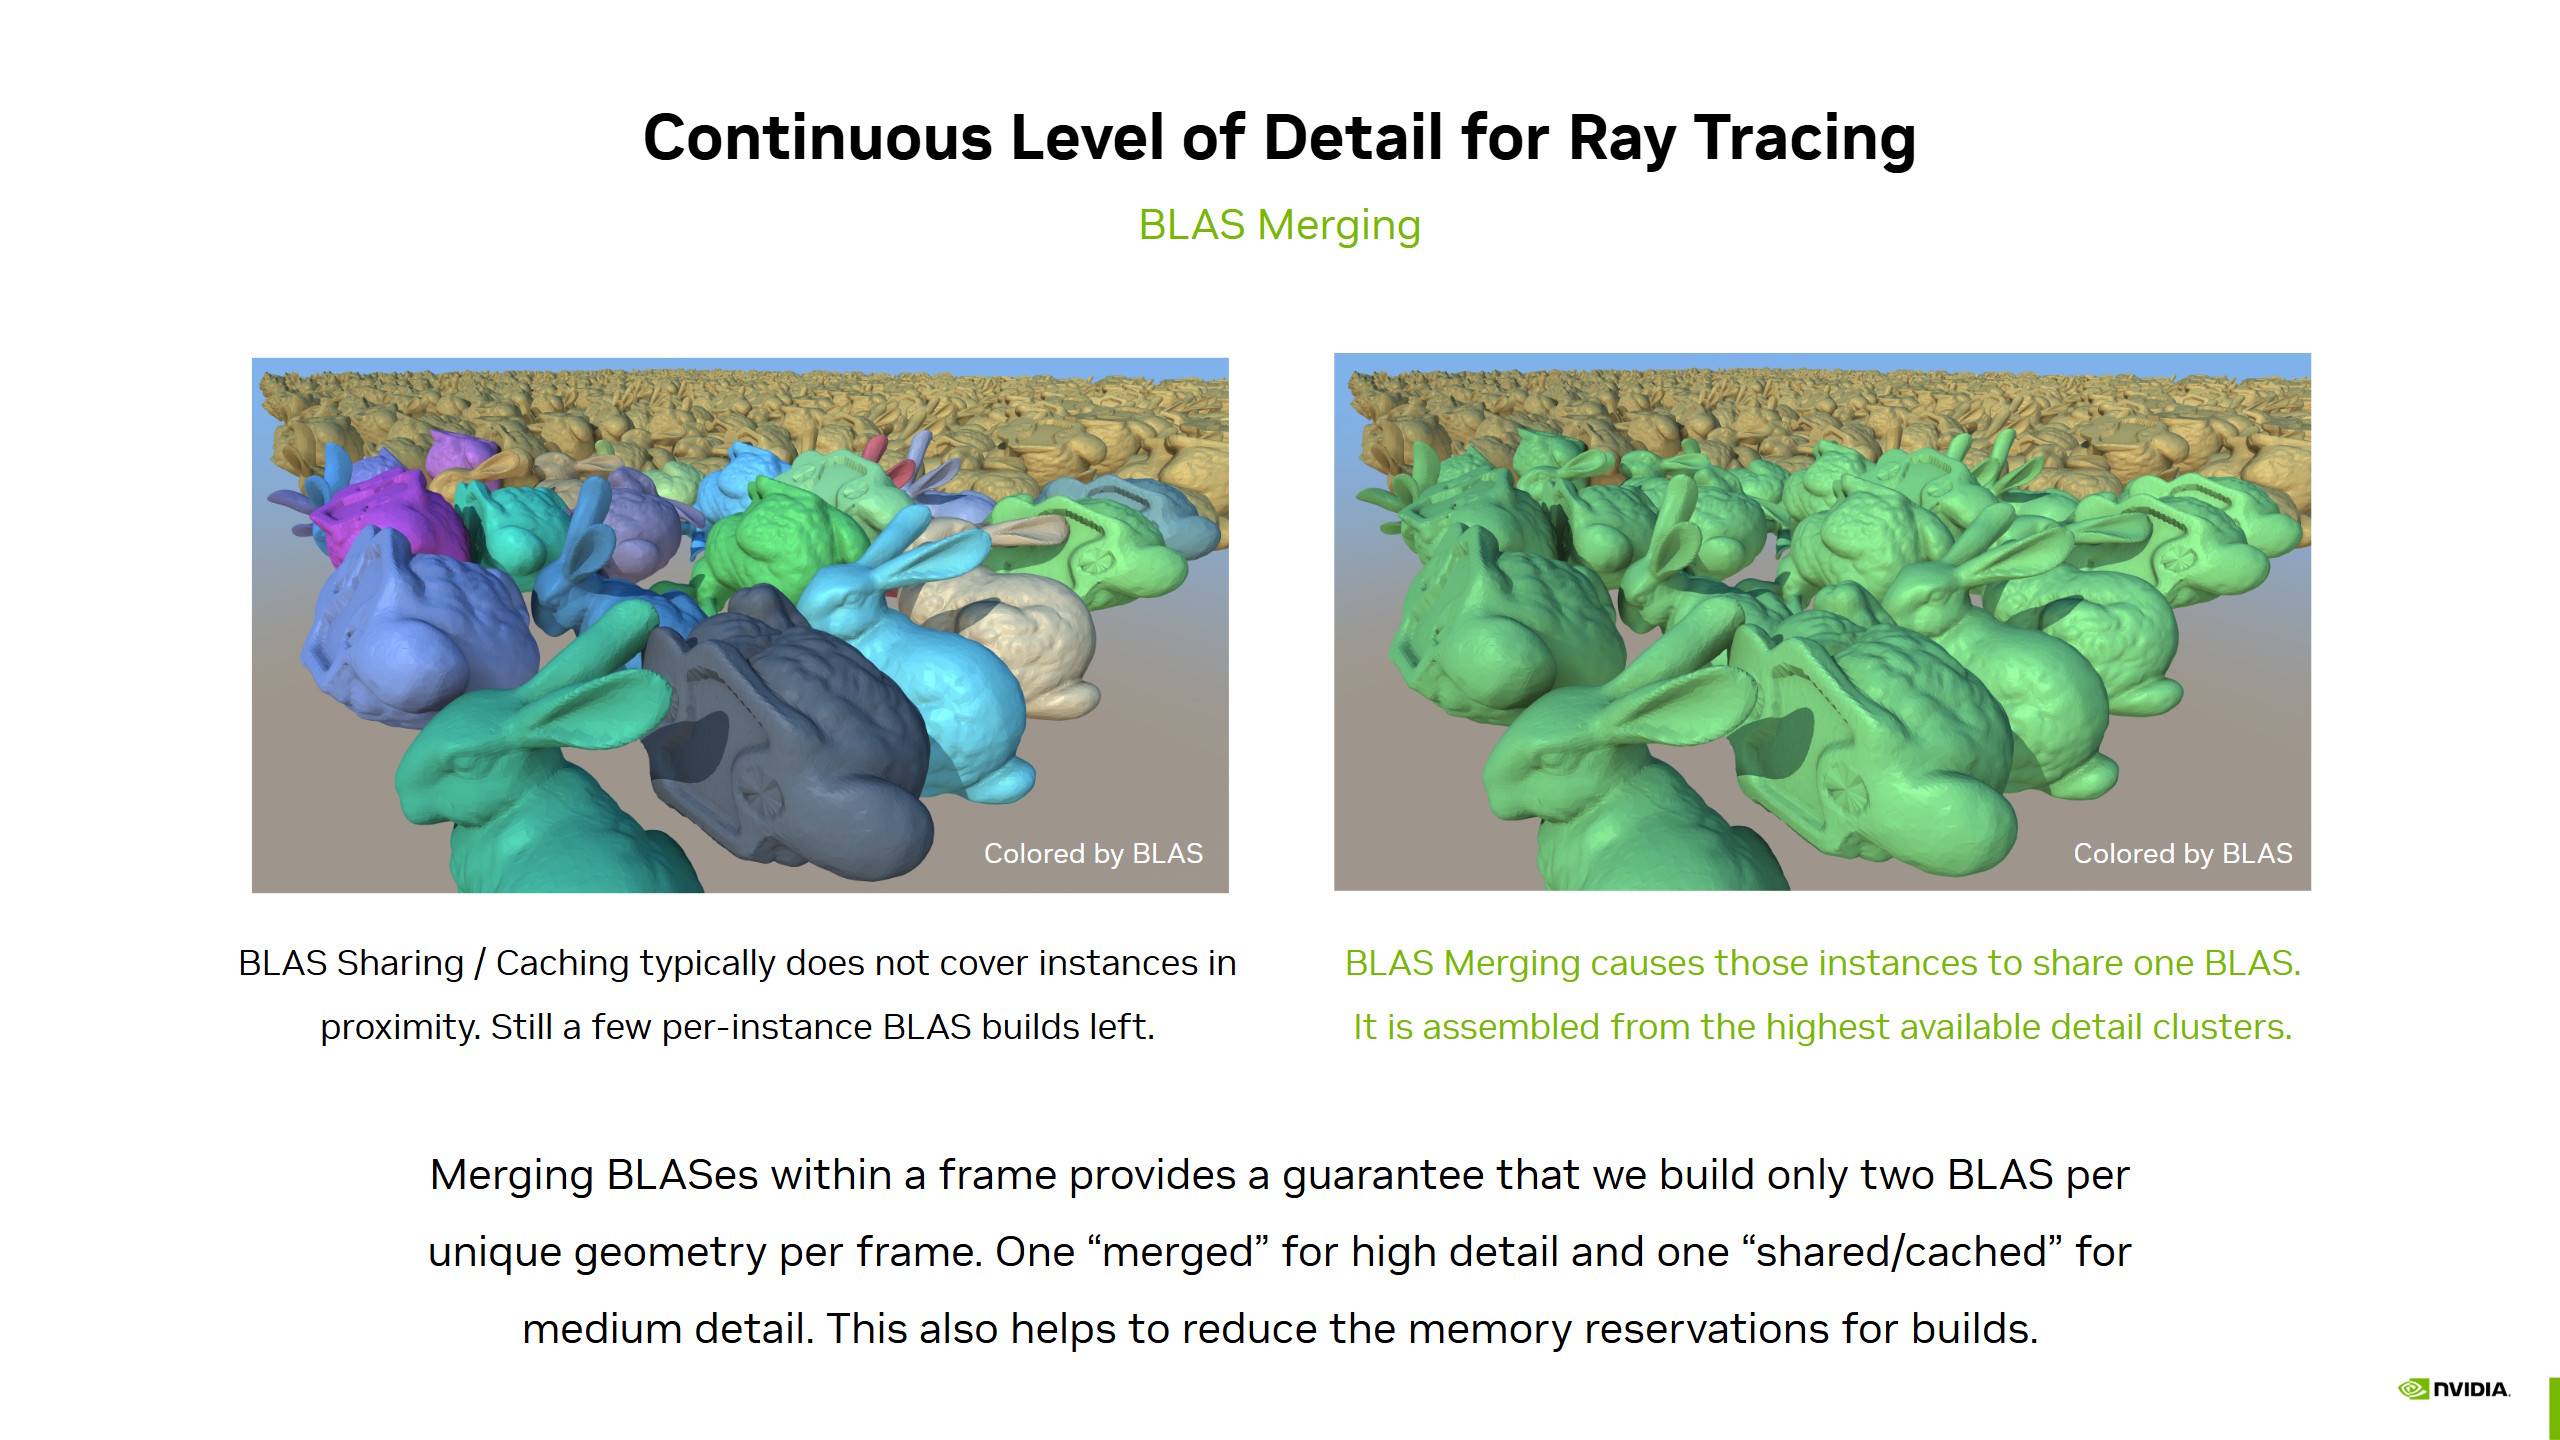 Continuous Level of Detail for Ray Tracing
BLAS Merging
Colored by BLAS
Colored by BLAS
BLAS Sharing / Caching typically does not cover instances in
proximity. Still a few per-instance BLAS builds left.
BLAS Merging causes those instances to share one BLAS.
It is assembled from the highest available detail clusters.
Merging BLASes within a frame provides a guarantee that we build only two BLAS per
unique geometry per frame. One “merged” for high detail and one “shared/cached” for
medium detail. This also helps to reduce the memory reservations for builds.
NVIDIA.